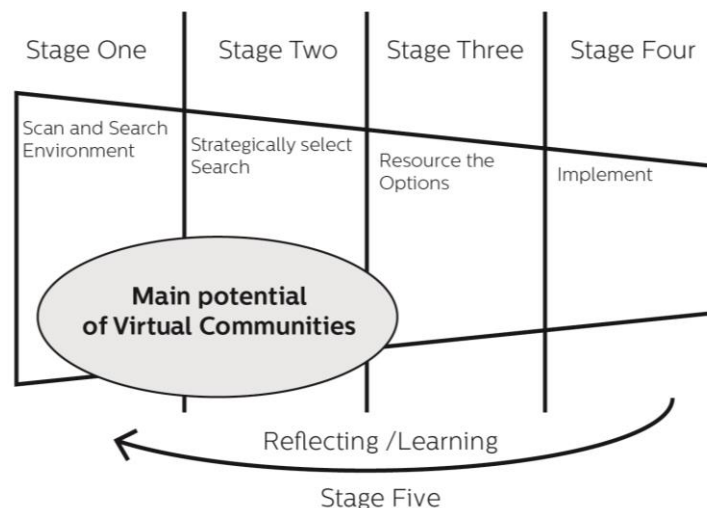 Stage One
Stage Two
Stage Three
Stage Four
Scan and Search
Environment
Strategically select
Search
Resource the
Options
Implement
Main potential
of Virtual Communities
Reflecting /Learning
Stage Five